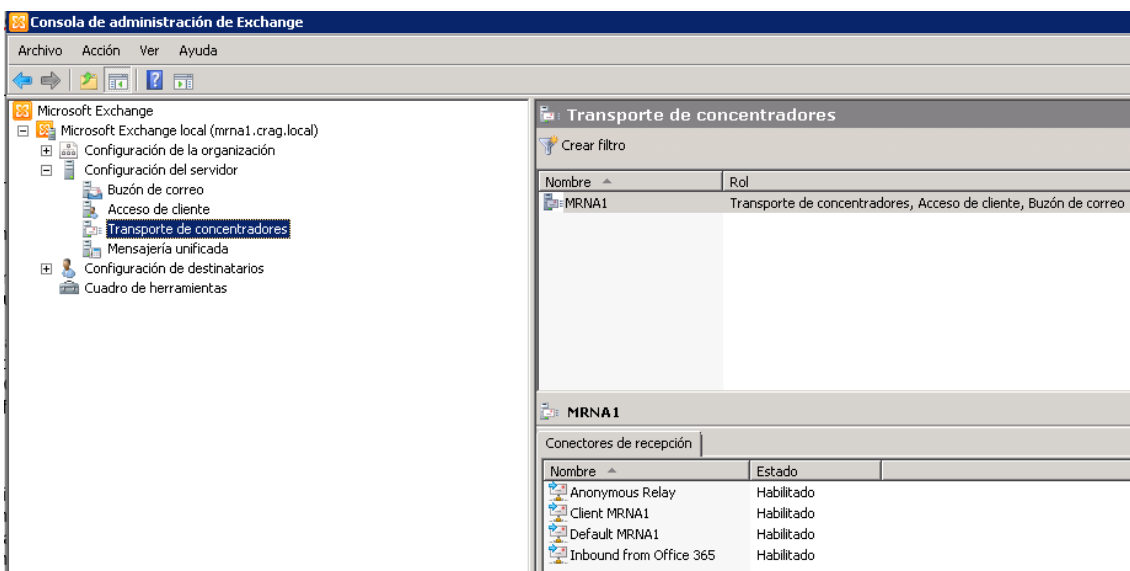 Consola de administración de Exchange
Archivo Acción Ver Ayuda
Microsoft Exchange
Microsoft Exchange local (mrna1.crag.local)
Configuración de la organización
Configuración del servidor
Buzón de correo
Acceso de cliente
Transporte de concentradores
Mensajería unificada
Configuración de destinatarios
Cuadro de herramientas
Transporte de concentradores
Crear filtro
Nombre Rol
MRNA1 Transporte de concentradores, Acceso de cliente, Buzón de correo
MRNA1
Conectores de recepción
Nombre Estado
Anonymous Relay Habilitado
Client MRNA1 Habilitado
Default MRNA1 Habilitado
Inbound from Office 365 Habilitado